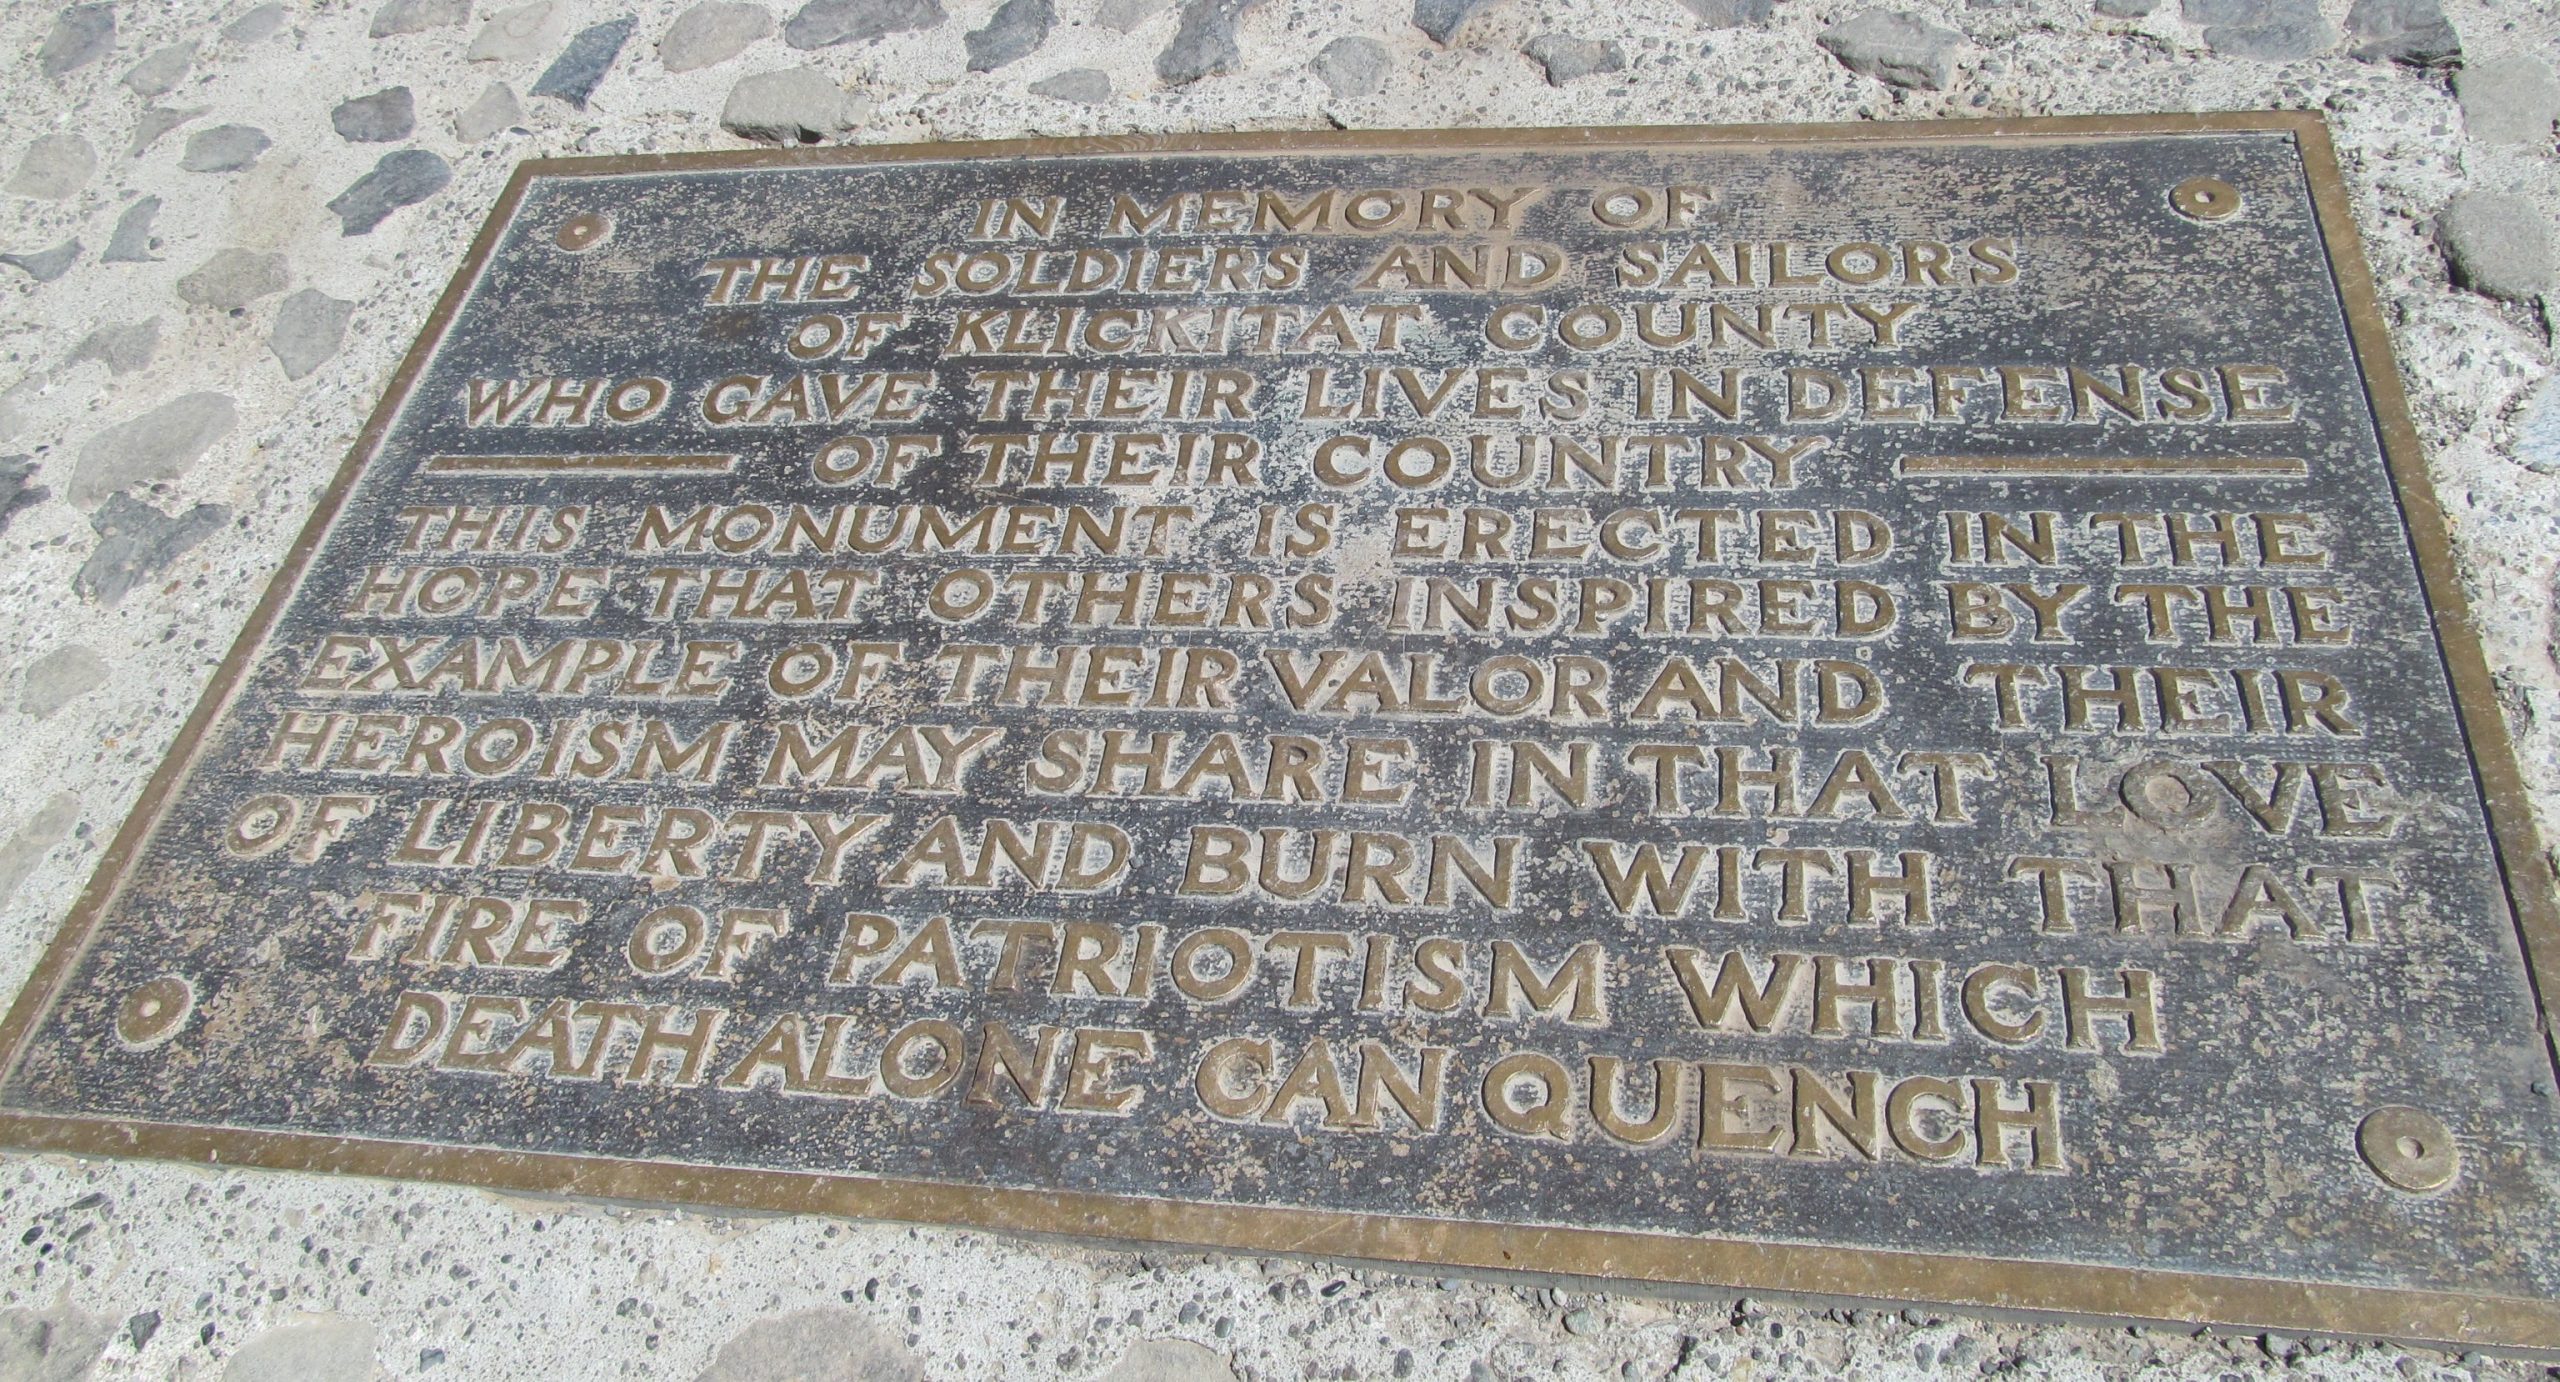 IN MEMORY OF
THE SOLDIERS AND SAILORS
OF KLICKITAT COUNTY
WHO GAVE THEIR LIVES IN DEFENSE
OF THEIR COUNTRY
THIS MONUMENT IS ERECTED IN THE
HOPE THAT OTHERS INSPIRED BY THE
EXAMPLE OF THEIR VALOR AND THEIR
HEROISM MAY SHARE IN THAT LOVE
OF LIBERTY AND BURN WITH THAT
FIRE OF PATRIOTISM WHICH
DEATH ALONE CAN QUENCH